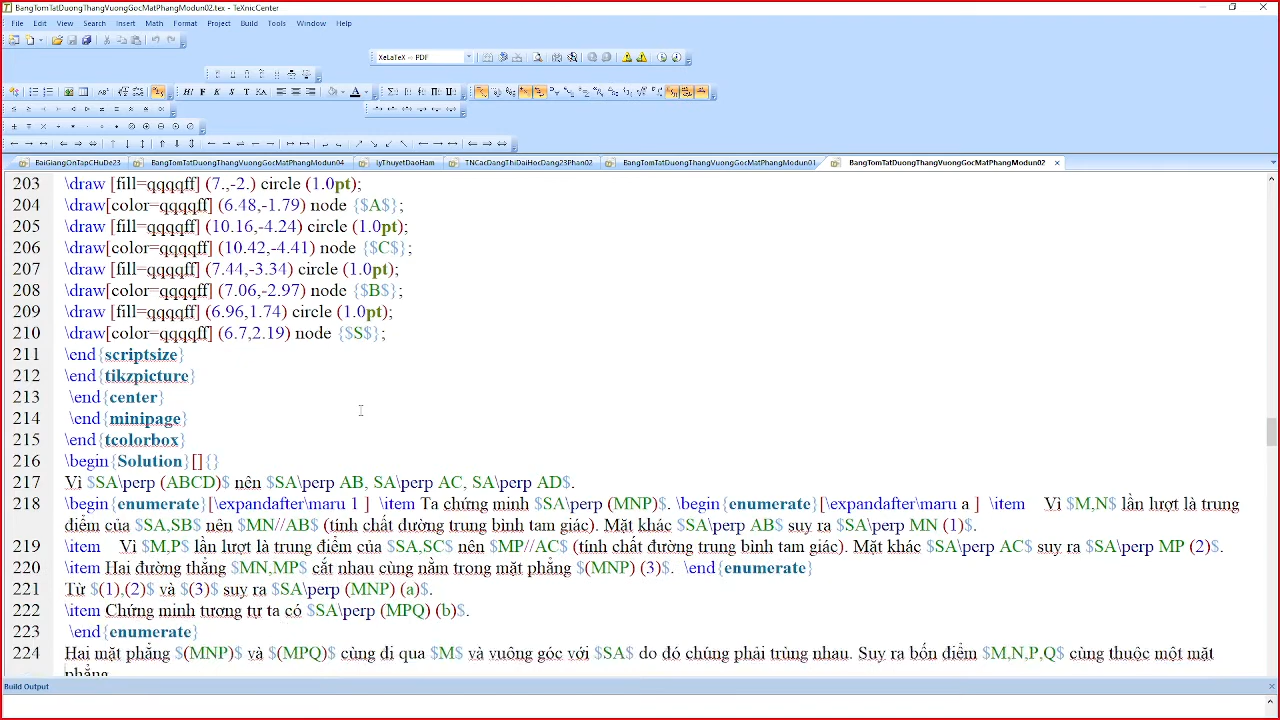 BangTomTatDuongThangVuongGocMatPhangModun02.tex - TeXnicCenter
File Edit View Search Insert Math Format Project Build Tools Window Help
XeLaTeX ⇨ PDF
BaiGiangOnTapCHuDe23 BangTomTatDuongThangVuongGocMatPhangModun04 lyThuyetDaoHam TNCacDangThiDaiHocDang23Phan02 BangTomTatDuongThangVuongGocMatPhangModun01 BangTomTatDuongThangVuongGocMatPhangModun02
203 \draw [fill=qqqqff] (7.,-2.) circle (1.0pt);
204 \draw[color=qqqqff] (6.48,-1.79) node {$A$};
205 \draw [fill=qqqqff] (10.16,-4.24) circle (1.0pt);
206 \draw[color=qqqqff] (10.42,-4.41) node {$C$};
207 \draw [fill=qqqqff] (7.44,-3.34) circle (1.0pt);
208 \draw[color=qqqqff] (7.06,-2.97) node {$B$};
209 \draw [fill=qqqqff] (6.96,1.74) circle (1.0pt);
210 \draw[color=qqqqff] (6.7,2.19) node {$S$};
211 \end{scriptsize}
212 \end{tikzpicture}
213 \end{center}
214 \end{minipage}
215 \end{tcolorbox}
216 \begin{Solution}[]{}
217 Vì $SA\perp (ABCD)$ nên $SA\perp AB, SA\perp AC, SA\perp AD$.
218 \begin{enumerate}[\expandafter\maru 1 ] \item Ta chứng minh $SA\perp (MNP)$. \begin{enumerate}[\expandafter\maru a ] \item Vì $M,N$ lần lượt là trung
điểm của $SA,SB$ nên $MN//AB$ (tính chất đường trung bình tam giác). Mặt khác $SA\perp AB$ suy ra $SA\perp MN (1)$.
219 \item Vì $M,P$ lần lượt là trung điểm của $SA,SC$ nên $MP//AC$ (tính chất đường trung bình tam giác). Mặt khác $SA\perp AC$ suy ra $SA\perp MP (2)$.
220 \item Hai đường thẳng $MN,MP$ cắt nhau cùng nằm trong mặt phẳng $(MNP) (3)$. \end{enumerate}
221 Từ $(1),(2)$ và $(3)$ suy ra $SA\perp (MNP) (a)$.
222 \item Chứng minh tương tự ta có $SA\perp (MPQ) (b)$.
223 \end{enumerate}
224 Hai mặt phẳng $(MNP)$ và $(MPQ)$ cùng đi qua $M$ và vuông góc với $SA$ do đó chúng phải trùng nhau. Suy ra bốn điểm $M,N,P,Q$ cùng thuộc một mặt
phẳng
Build Output